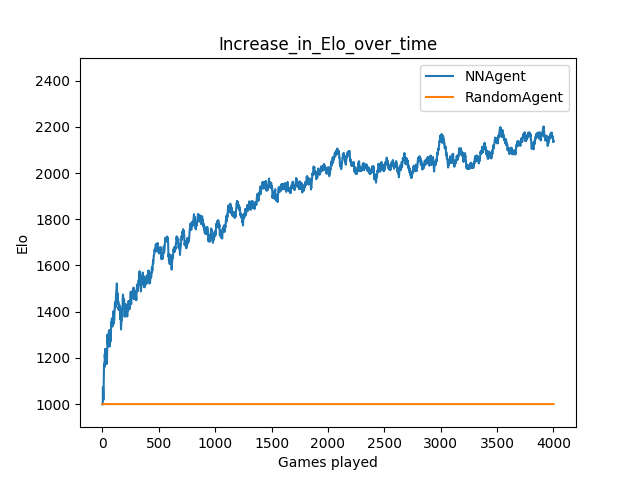 Increase_in_Elo_over_time
NNAgent
RandomAgent
2400
2200
2000
1800
1600
1400
1200
1000
Elo
0 500 1000 1500 2000 2500 3000 3500 4000
Games played